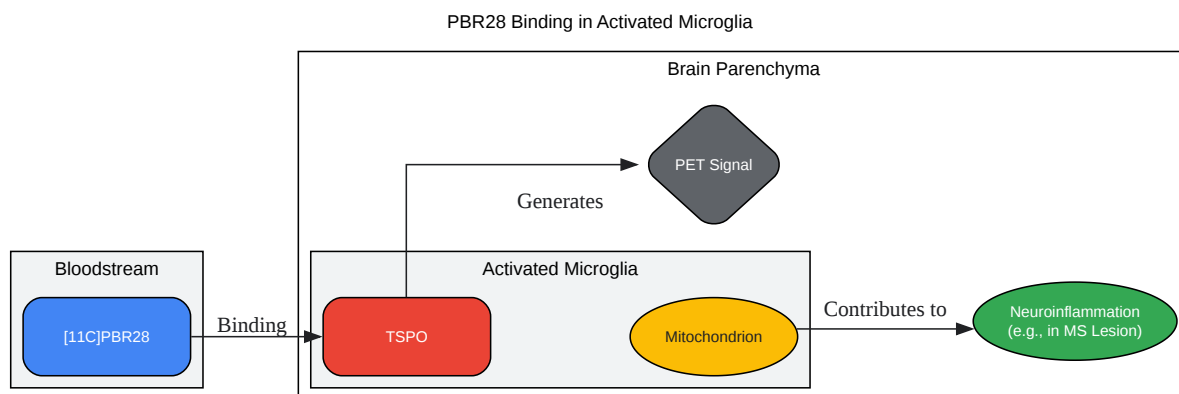 PBR28 Binding in Activated Microglia
Brain Parenchyma
PET Signal
Generates
Bloodstream
Activated Microglia
[11C]PBR28
Binding
TSPO
Mitochondrion
Contributes to
Neuroinflammation
(e.g., in MS Lesion)